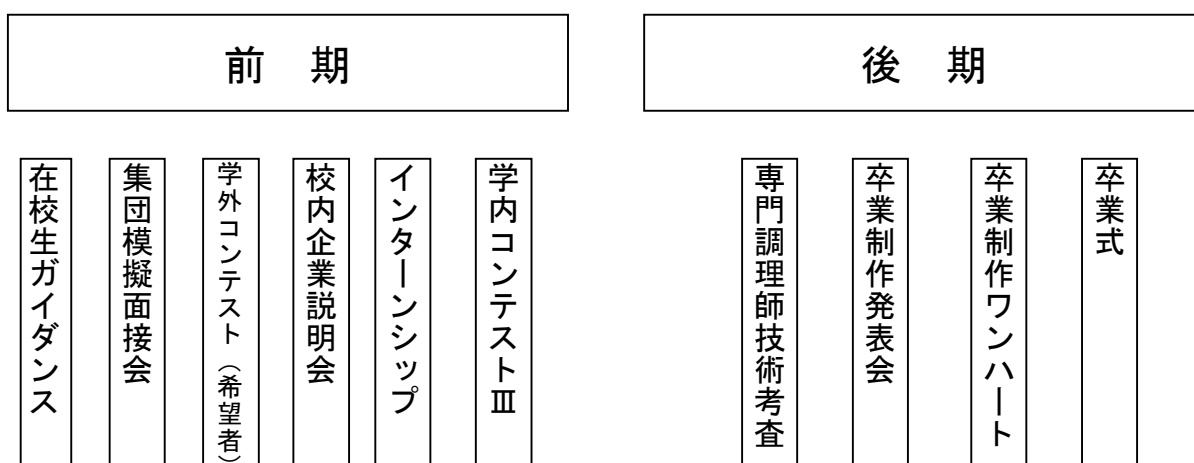 前　期
後　期
在校生ガイダンス
集団模擬面接会
学外コンテスト（希望者）
校内企業説明会
インターンシップ
学内コンテストⅢ
専門調理師技術考査
卒業制作発表会
卒業制作ワンハート
卒業式